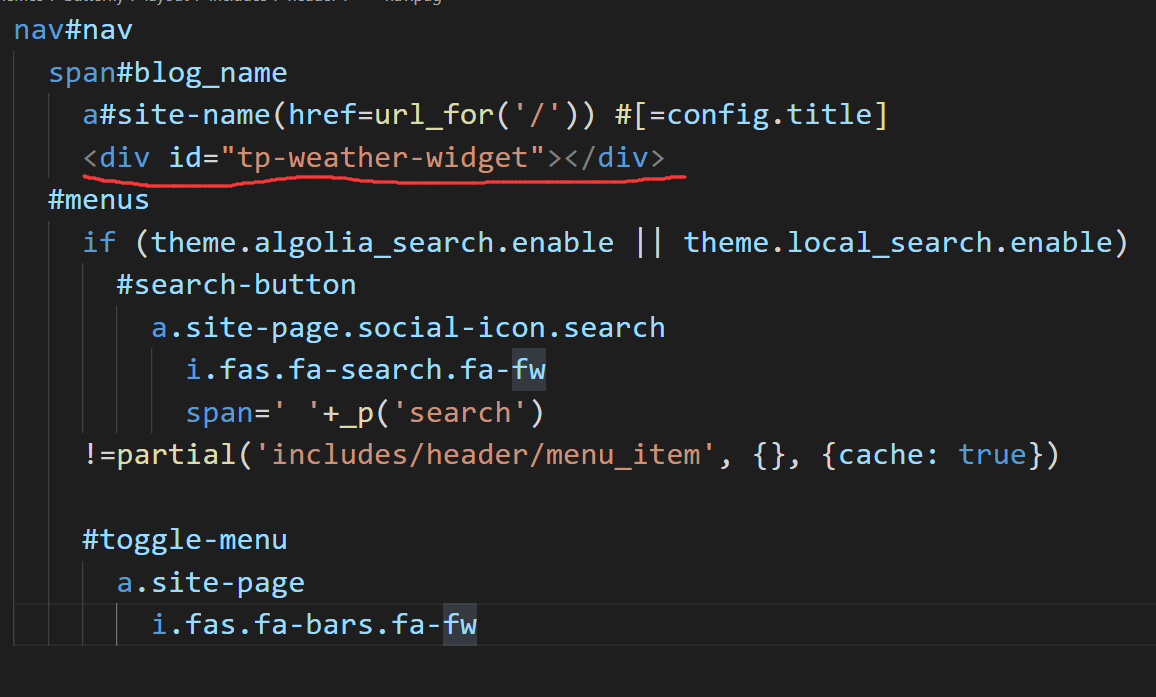 nav#nav
span#blog_name
a#site-name(href=url_for('/')) #[=config.title]
<div id="tp-weather-widget"></div>
#menus
if (theme.algolia_search.enable || theme.local_search.enable)
#search-button
a.site-page.social-icon.search
i.fas.fa-search.fa-fw
span=' '+_p('search')
!=partial('includes/header/menu_item', {}, {cache: true})
#toggle-menu
a.site-page
i.fas.fa-bars.fa-fw